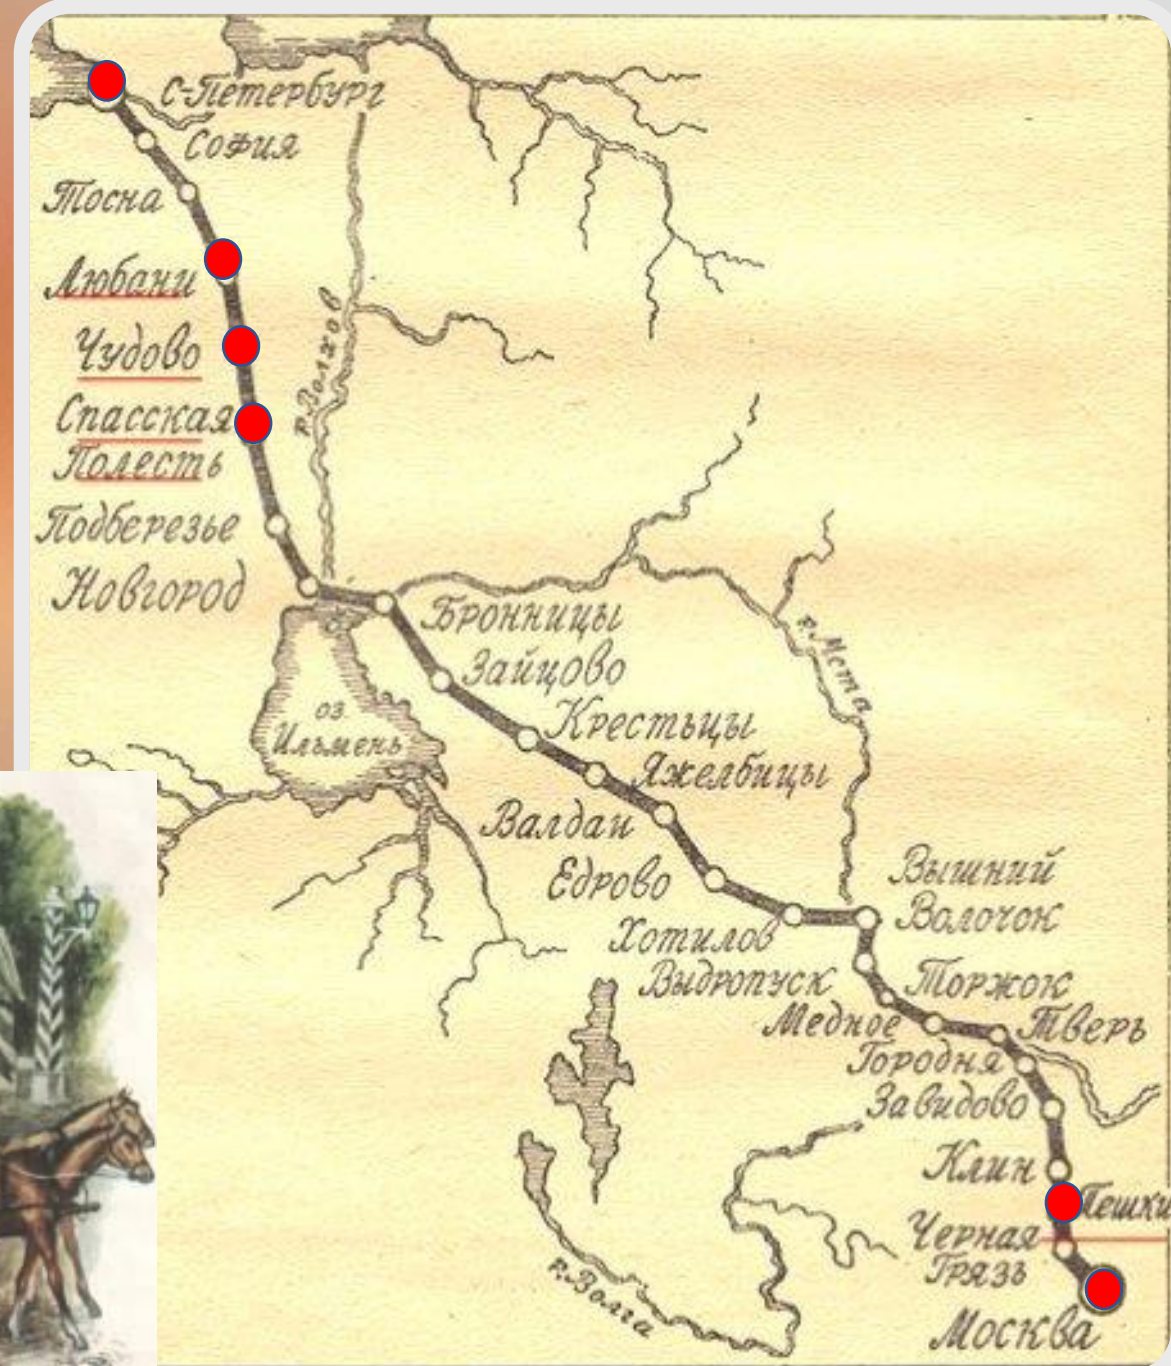 С-Петербург
София
Тосна
Любани
Чудово
р. Волхов
Спасская
Полесть
Подберезье
Новгород
Бронницы
Зайцово
р. Мста
оз
Ильмень
Крестьцы
Яжелбицы
Валдаи
Едрово
Вышний
Волочок
Хотилов
Выдропуск
Торжок
Медное
Тверь
Городня
Завидово
Клин
Пешки
Черная
Грязь
р. Волга
Москва